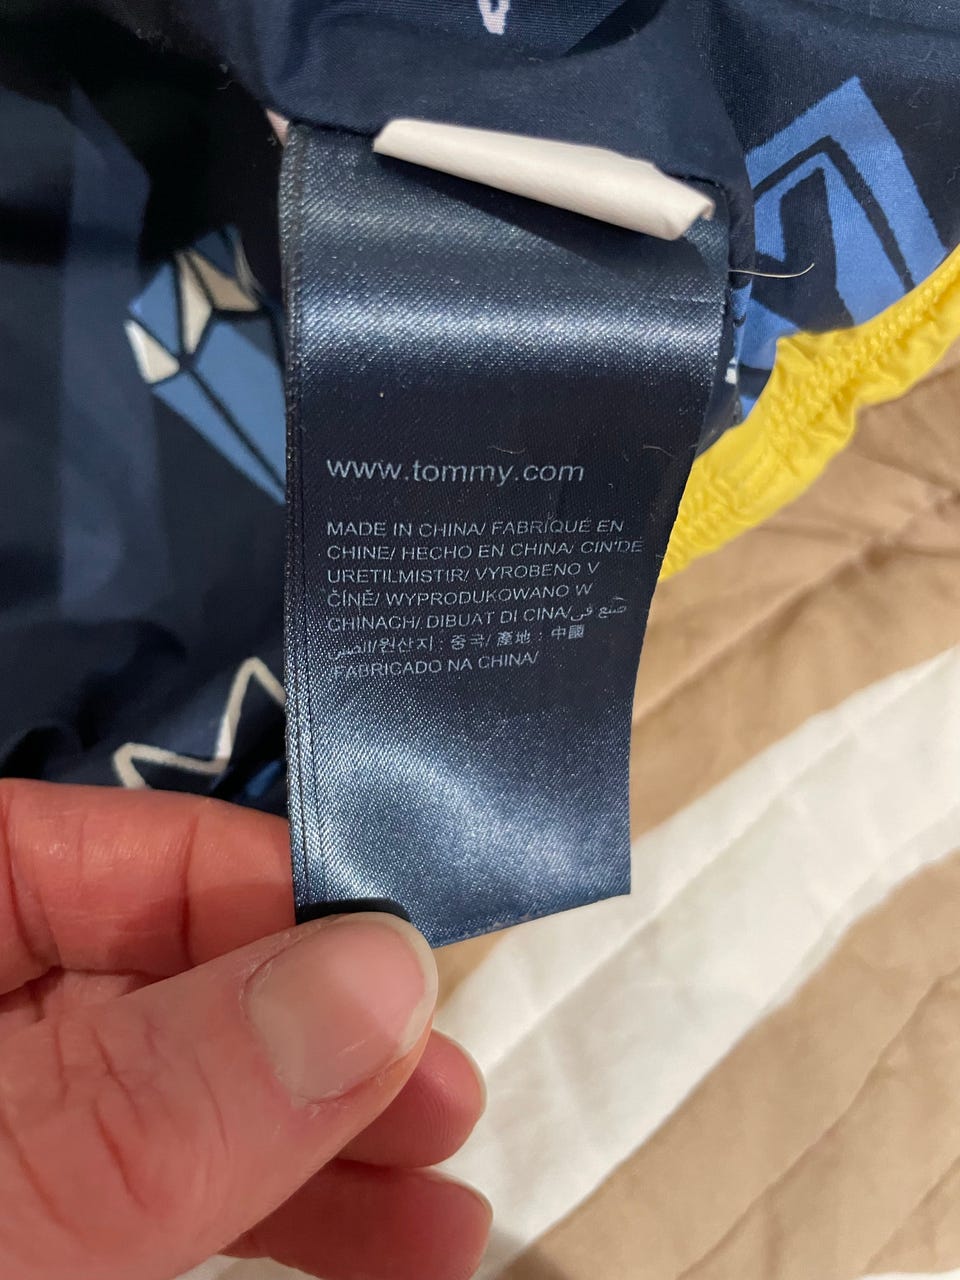 www.tommy.com
MADE IN CHINA/ FABRIQUE EN
CHINE/ HECHO EN CHINA/ CIN'DE
URETILMISTIR/ VYROBENO V
ČÍNĚ/ WYPRODUKOWANO W
CHINACH/ DIBUAT DI CINA/صنع في
الصين/원산지 : 중국/ 產地 : 中國
FABRICADO NA CHINA/